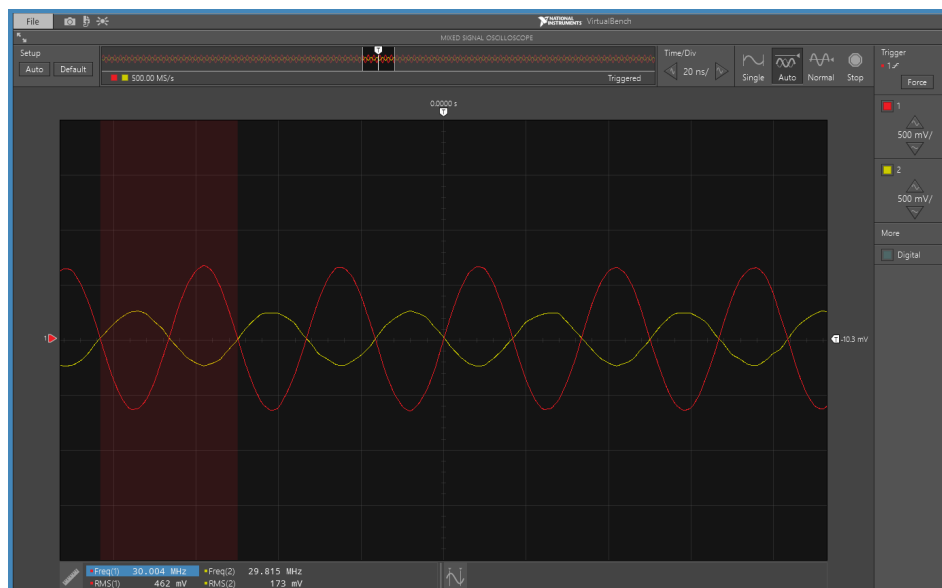 File
NATIONAL INSTRUMENTS VirtualBench
MIXED SIGNAL OSCILLOSCOPE
Setup
Auto Default
500.00 MS/s
T
Triggered
Time/Div
20 ns/
Single Auto Normal Stop
Trigger
1
Force
0.0000 s
T
1
500 mV/
2
500 mV/
More
Digital
1
T -10.3 mV
Freq(1) 30.004 MHz Freq(2) 29.815 MHz
RMS(1) 462 mV RMS(2) 173 mV